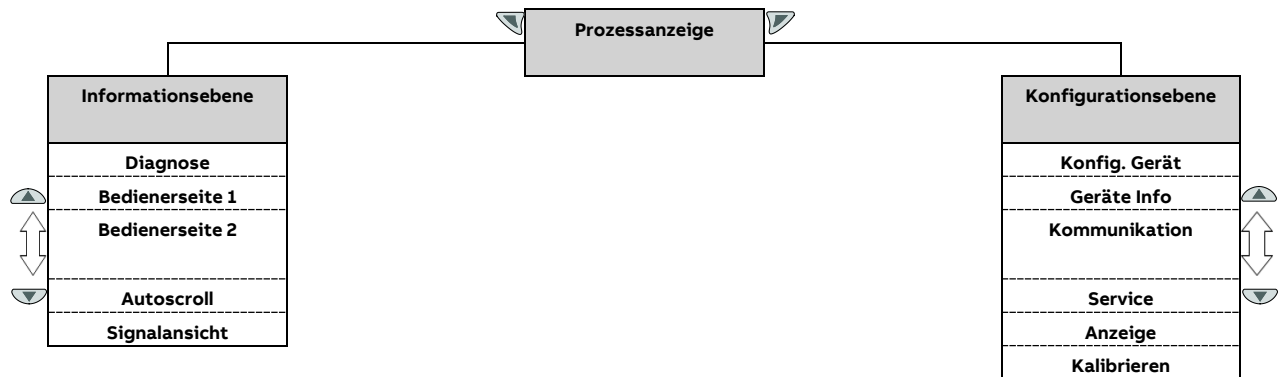 Prozessanzeige
Informationsebene
Diagnose
Bedienerseite 1
Bedienerseite 2
Autoscroll
Signalansicht
Konfigurationsebene
Konfig. Gerät
Geräte Info
Kommunikation
Service
Anzeige
Kalibrieren